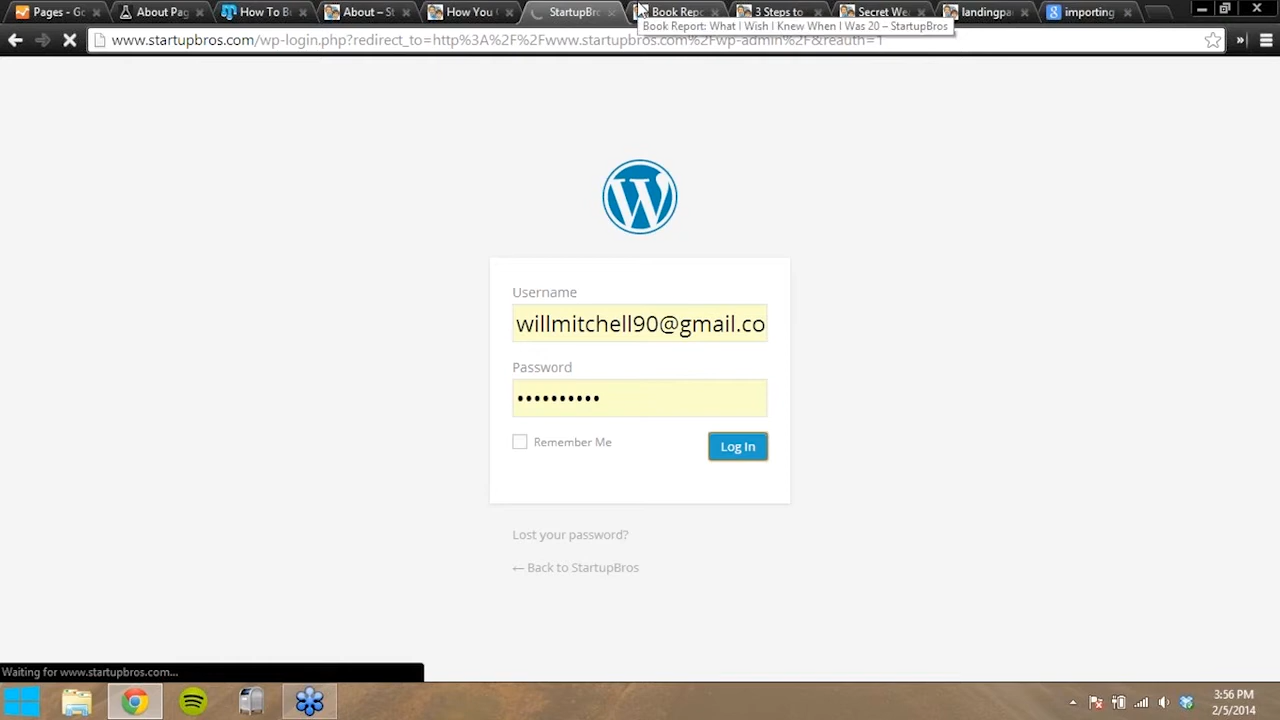 Pages - Go
About Pag
How To B
About – St
How You
StartupBro
Book Repo
3 Steps to
Secret We
landingpa
importing
Book Report: What I Wish I Knew When I Was 20 – StartupBros
www.startupbros.com/wp-login.php?redirect_to=http%3A%2F%2Fwww.startupbros.com%2Fwp-admin%2F&reauth=1
Username
willmitchell90@gmail.co
Password
••••••••••
Remember Me
Log In
Lost your password?
← Back to StartupBros
Waiting for www.startupbros.com...
3:56 PM
2/5/2014